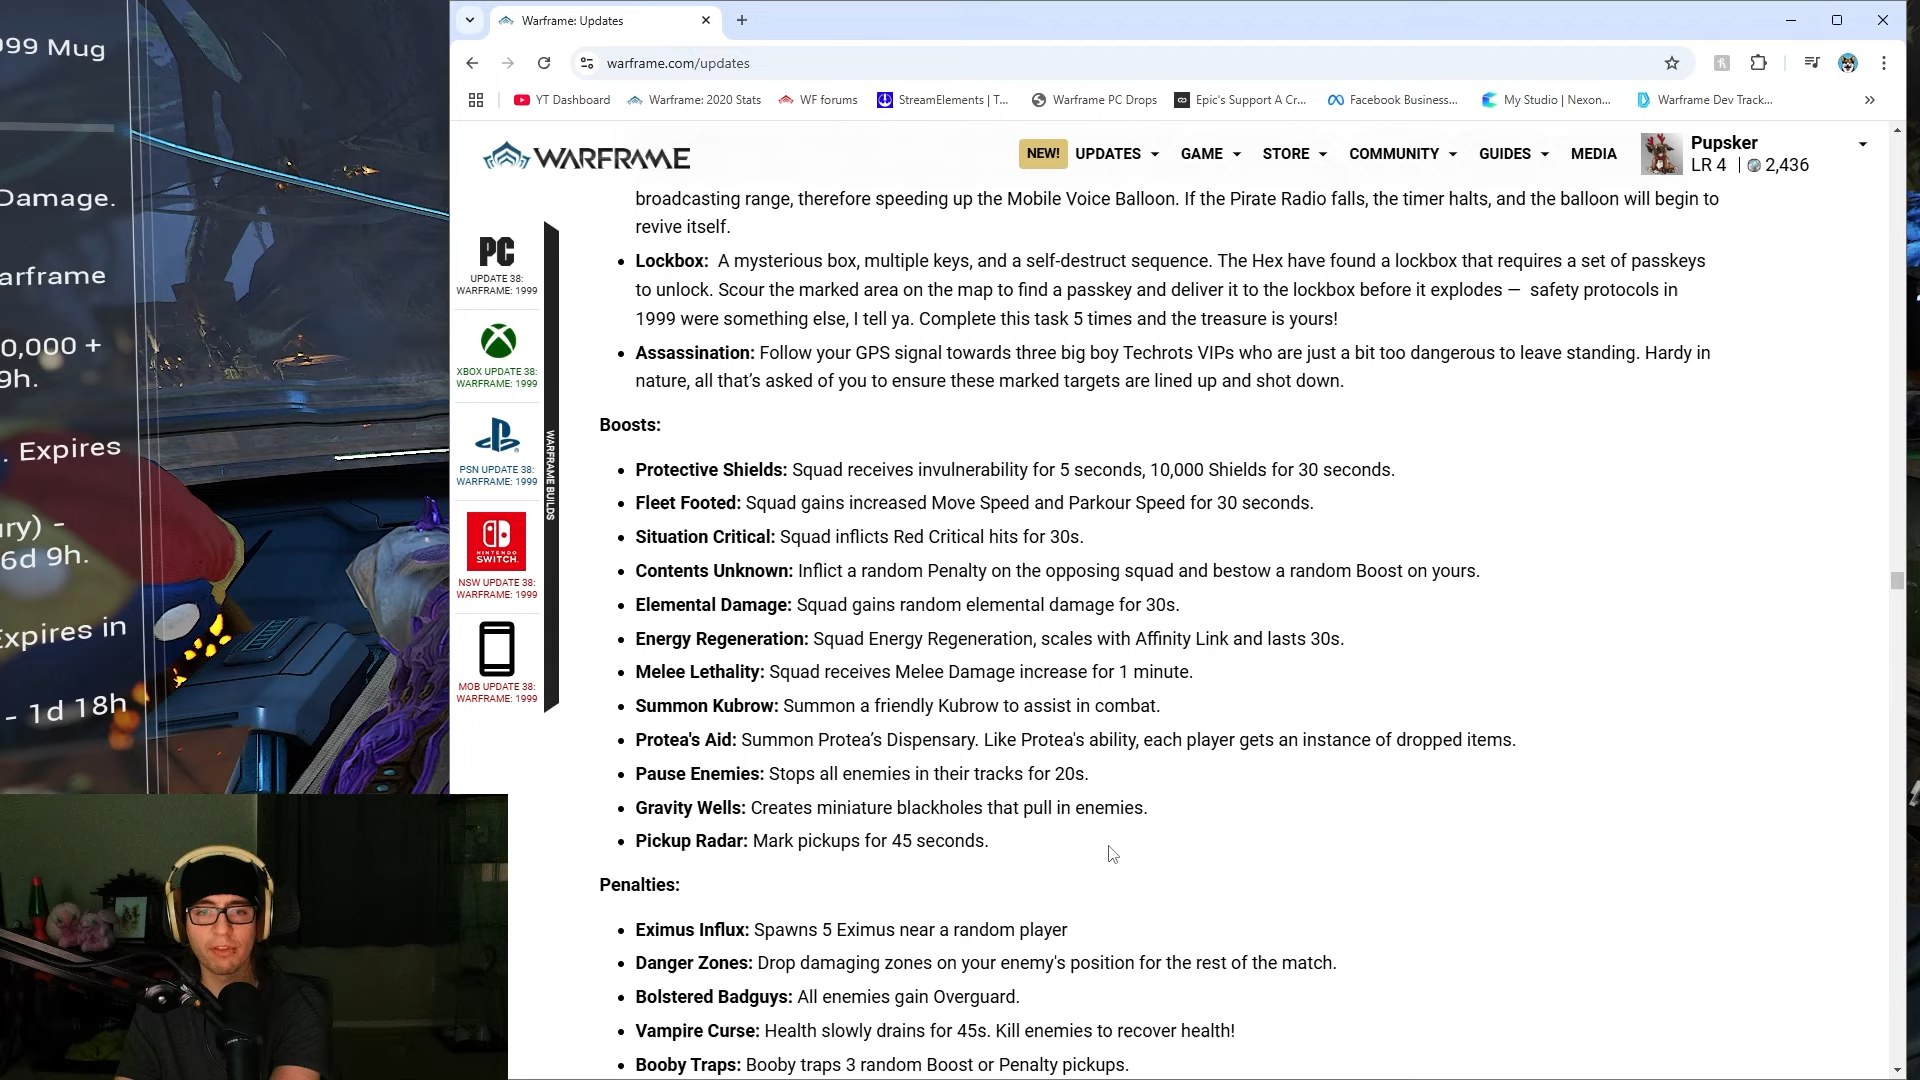 999 Mug
Damage.
arframe
0,000 +
9h.
. Expires
ury) -
6d 9h.
Expires in
- 1d 18h
Warframe: Updates
warframe.com/updates
YT Dashboard
Warframe: 2020 Stats
WF forums
StreamElements | T...
Warframe PC Drops
Epic's Support A Cr...
Facebook Business...
My Studio | Nexon...
Warframe Dev Track...
WARFRAME
NEW! UPDATES GAME STORE COMMUNITY GUIDES MEDIA
Pupsker
LR 4 | 2,436
PC
UPDATE 38:
WARFRAME: 1999
XBOX UPDATE 38:
WARFRAME: 1999
PSN UPDATE 38:
WARFRAME: 1999
NINTENDO
SWITCH.
NSW UPDATE 38:
WARFRAME: 1999
MOB UPDATE 38:
WARFRAME: 1999
WARFRAME BUILDS
broadcasting range, therefore speeding up the Mobile Voice Balloon. If the Pirate Radio falls, the timer halts, and the balloon will begin to
revive itself.
• Lockbox: A mysterious box, multiple keys, and a self-destruct sequence. The Hex have found a lockbox that requires a set of passkeys
to unlock. Scour the marked area on the map to find a passkey and deliver it to the lockbox before it explodes — safety protocols in
1999 were something else, I tell ya. Complete this task 5 times and the treasure is yours!
• Assassination: Follow your GPS signal towards three big boy Techrots VIPs who are just a bit too dangerous to leave standing. Hardy in
nature, all that’s asked of you to ensure these marked targets are lined up and shot down.
Boosts:
• Protective Shields: Squad receives invulnerability for 5 seconds, 10,000 Shields for 30 seconds.
• Fleet Footed: Squad gains increased Move Speed and Parkour Speed for 30 seconds.
• Situation Critical: Squad inflicts Red Critical hits for 30s.
• Contents Unknown: Inflict a random Penalty on the opposing squad and bestow a random Boost on yours.
• Elemental Damage: Squad gains random elemental damage for 30s.
• Energy Regeneration: Squad Energy Regeneration, scales with Affinity Link and lasts 30s.
• Melee Lethality: Squad receives Melee Damage increase for 1 minute.
• Summon Kubrow: Summon a friendly Kubrow to assist in combat.
• Protea's Aid: Summon Protea’s Dispensary. Like Protea's ability, each player gets an instance of dropped items.
• Pause Enemies: Stops all enemies in their tracks for 20s.
• Gravity Wells: Creates miniature blackholes that pull in enemies.
• Pickup Radar: Mark pickups for 45 seconds.
Penalties:
• Eximus Influx: Spawns 5 Eximus near a random player
• Danger Zones: Drop damaging zones on your enemy's position for the rest of the match.
• Bolstered Badguys: All enemies gain Overguard.
• Vampire Curse: Health slowly drains for 45s. Kill enemies to recover health!
• Booby Traps: Booby traps 3 random Boost or Penalty pickups.